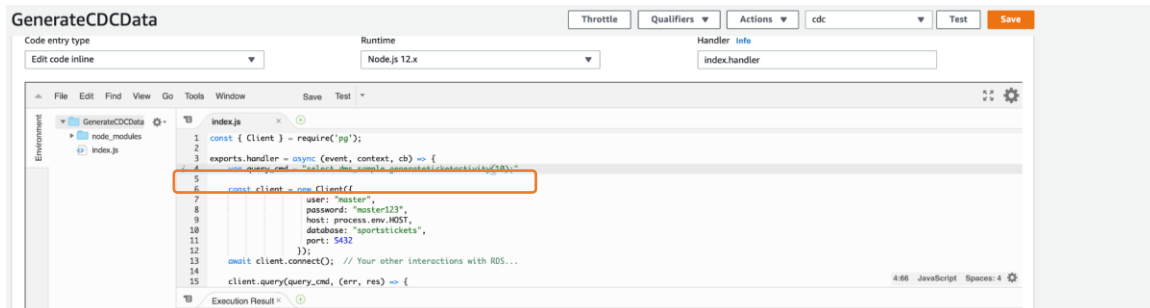 GenerateCDCData
Throttle Qualifiers Actions cdc Test Save
Code entry type Runtime Handler Info
Edit code inline Node.js 12.x index.handler
File Edit Find View Go Tools Window Save Test
Environment
GenerateCDCData
node_modules
index.js
index.js
1 const { Client } = require('pg');
2
3 exports.handler = async (event, context, cb) => {
4 var query_cmd = "select dms_sample.generateticketactivity(10);"
5
6 const client = new Client({
7 user: "master",
8 password: "master123",
9 host: process.env.HOST,
10 database: "sportstickets",
11 port: 5432
12 });
13 await client.connect(); // Your other interactions with RDS...
14
15 client.query(query_cmd, (err, res) => {
4:66 JavaScript Spaces: 4
Execution Result